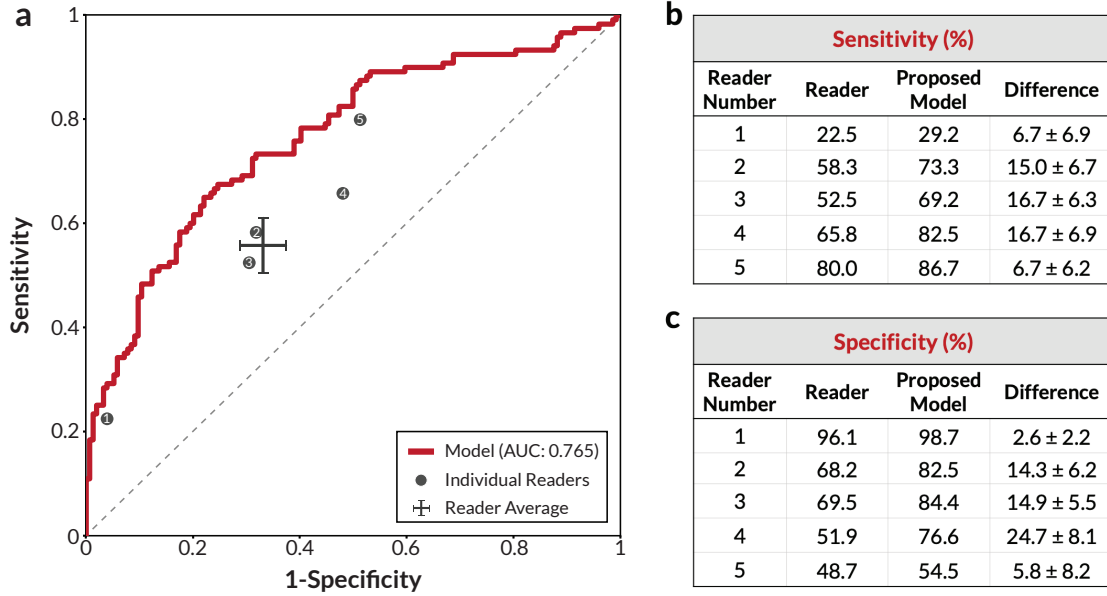 a
1
0.8
0.6
0.4
0.2
0
Sensitivity
0
0.2
0.4
0.6
0.8
1
1-Specificity
5
4
2
3
1
Model (AUC: 0.765)
Individual Readers
Reader Average
b
Sensitivity (%)
Reader Number Reader Proposed Model Difference
1 22.5 29.2 6.7 ± 6.9
2 58.3 73.3 15.0 ± 6.7
3 52.5 69.2 16.7 ± 6.3
4 65.8 82.5 16.7 ± 6.9
5 80.0 86.7 6.7 ± 6.2
c
Specificity (%)
Reader Number Reader Proposed Model Difference
1 96.1 98.7 2.6 ± 2.2
2 68.2 82.5 14.3 ± 6.2
3 69.5 84.4 14.9 ± 5.5
4 51.9 76.6 24.7 ± 8.1
5 48.7 54.5 5.8 ± 8.2